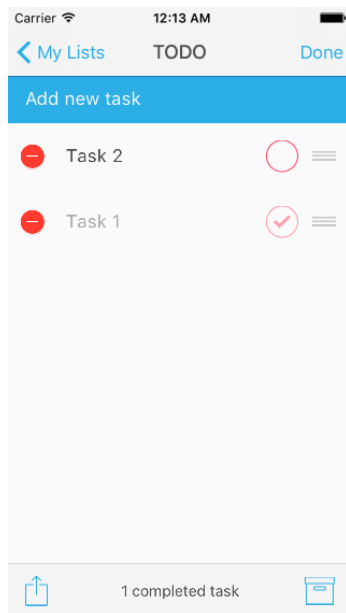 Carrier 12:13 AM
My Lists TODO Done
Add new task
Task 2
Task 1
1 completed task